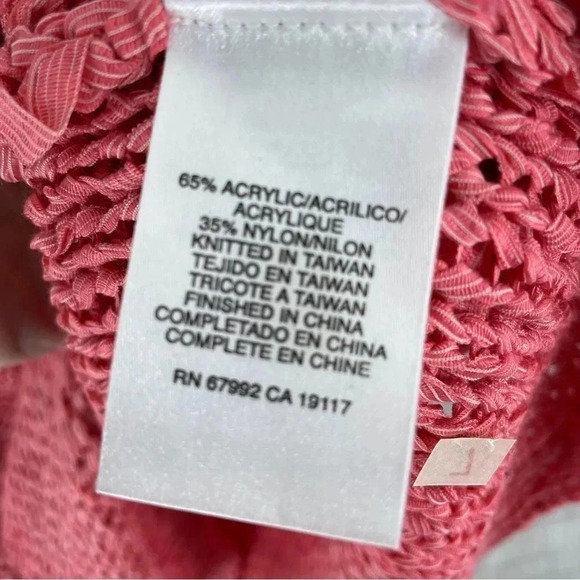 65% ACRYLIC/ACRILICO/
ACRYLIQUE
35% NYLON/NILON
KNITTED IN TAIWAN
TEJIDO EN TAIWAN
TRICOTE A TAIWAN
FINISHED IN CHINA
COMPLETADO EN CHINA
COMPLETE EN CHINE
RN 67992 CA 19117
L